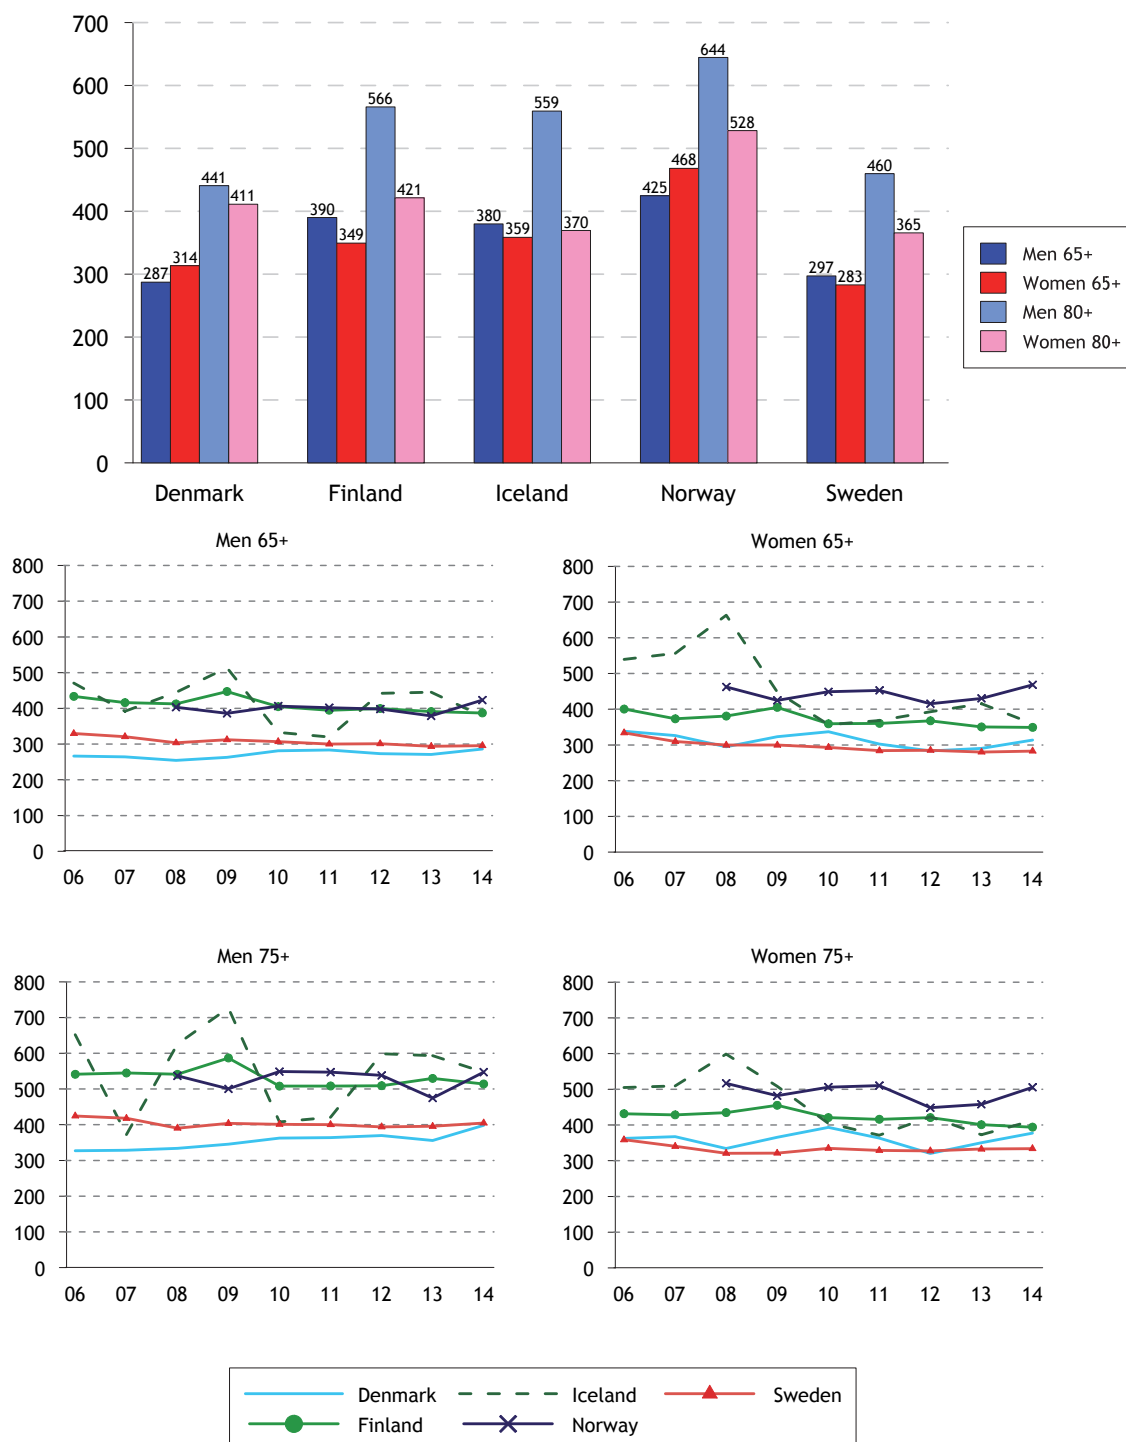 700
600
500
400
300
200
100
0
287 314 441 411
390 349 566 421
380 359 559 370
425 468 644 528
297 283 460 365
Denmark Finland Iceland Norway Sweden
Men 65+
Women 65+
Men 80+
Women 80+
Men 65+
800
700
600
500
400
300
200
100
0
06 07 08 09 10 11 12 13 14
Women 65+
800
700
600
500
400
300
200
100
0
06 07 08 09 10 11 12 13 14
Men 75+
800
700
600
500
400
300
200
100
0
06 07 08 09 10 11 12 13 14
Women 75+
800
700
600
500
400
300
200
100
0
06 07 08 09 10 11 12 13 14
Denmark Iceland Sweden
Finland Norway